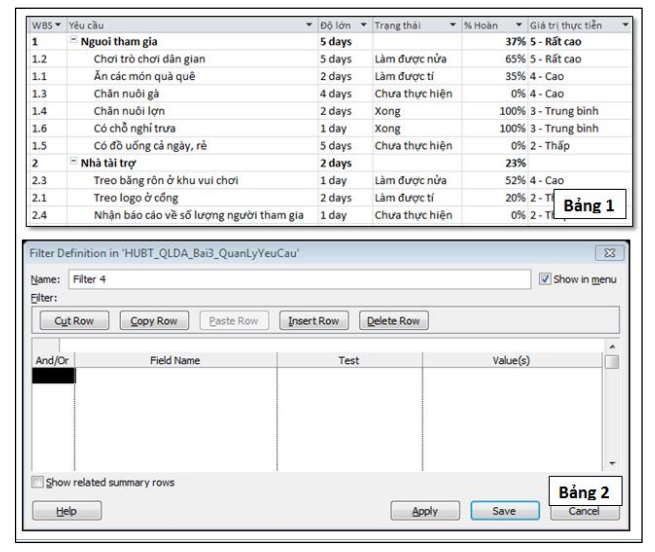 WBS Yêu cầu Độ lớn Trạng thái % Hoàn Giá trị thực tiễn
1 Nguoi tham gia 5 days 37% 5 - Rất cao
1.2 Chơi trò chơi dân gian 5 days Làm được nửa 65% 5 - Rất cao
1.1 Ăn các món quà quê 2 days Làm được tí 35% 4 - Cao
1.3 Chăn nuôi gà 4 days Chưa thực hiện 0% 4 - Cao
1.4 Chăn nuôi lợn 2 days Xong 100% 3 - Trung bình
1.6 Có chỗ nghỉ trưa 1 day Xong 100% 3 - Trung bình
1.5 Có đồ uống cả ngày, rẻ 5 days Chưa thực hiện 0% 2 - Thấp
2 Nhà tài trợ 2 days 23%
2.3 Treo băng rôn ở khu vui chơi 1 day Làm được nửa 52% 4 - Cao
2.1 Treo logo ở cổng 2 days Làm được tí 20% 2 -
2.4 Nhận báo cáo về số lượng người tham gia 1 day Chưa thực hiện 0% 2 -
Bảng 1
Filter Definition in 'HUBT_QLDA_Bai3_QuanLyYeuCau'
Name: Filter 4 Show in menu
Filter:
Cut Row Copy Row Paste Row Insert Row Delete Row
And/Or Field Name Test Value(s)
Show related summary rows
Bảng 2
Help Apply Save Cancel